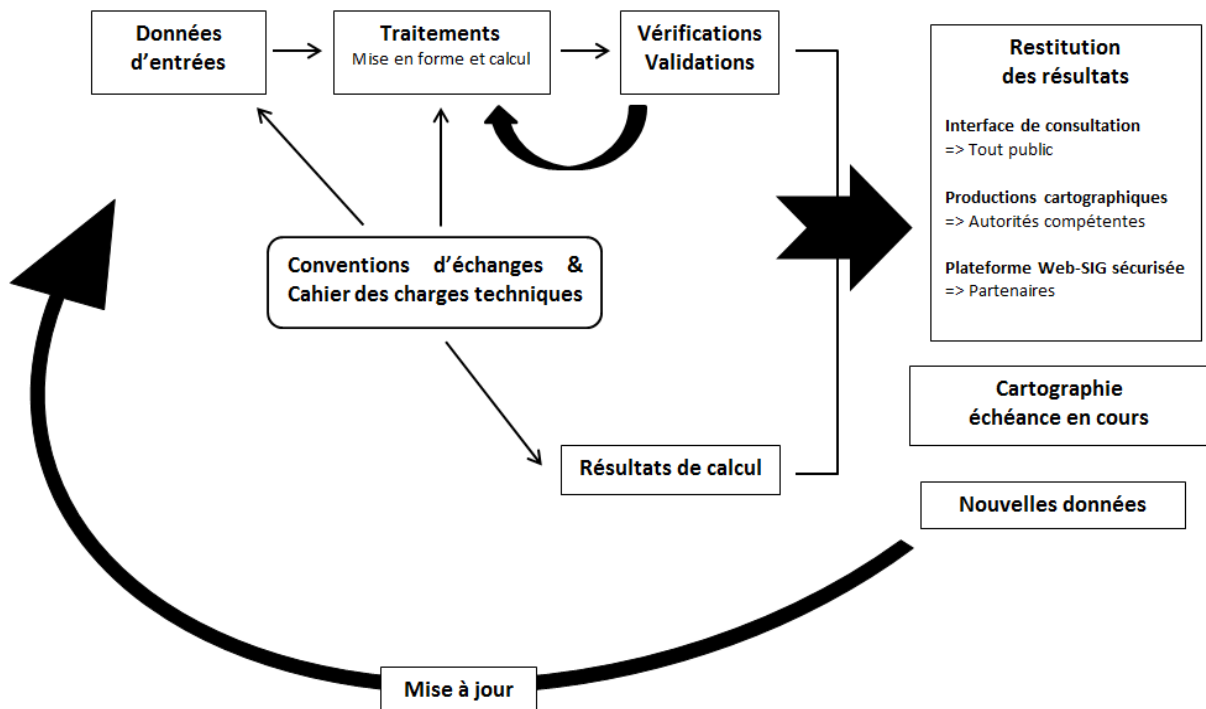 Données
d’entrées
Traitements
Mise en forme et calcul
Vérifications
Validations
Restitution
des résultats
Interface de consultation
=> Tout public
Productions cartographiques
=> Autorités compétentes
Plateforme Web-SIG sécurisée
=> Partenaires
Conventions d’échanges &
Cahier des charges techniques
Cartographie
échéance en cours
Résultats de calcul
Nouvelles données
Mise à jour